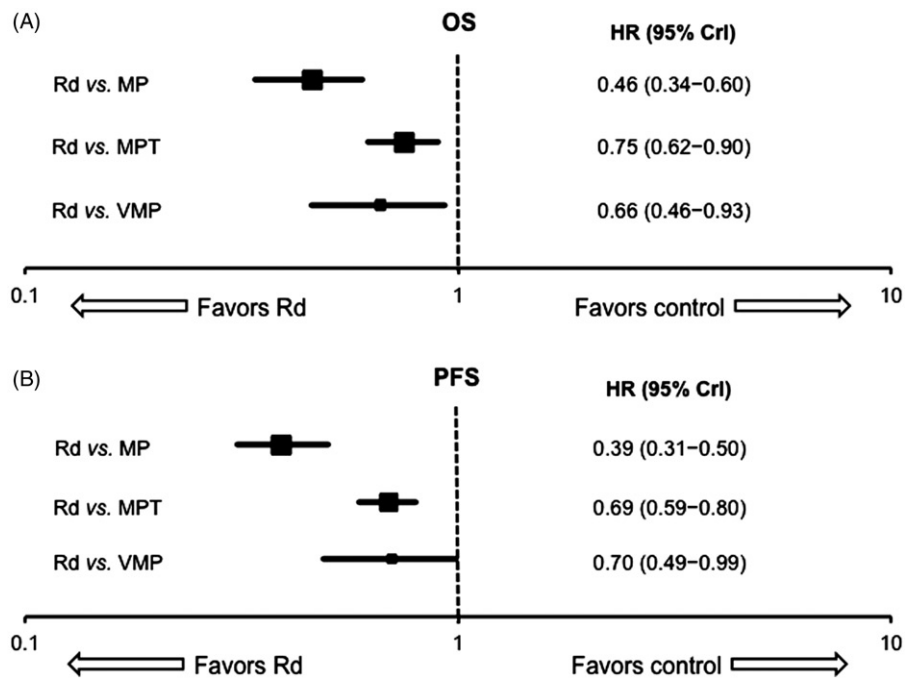 (A)
OS
HR (95% CrI)
Rd vs. MP
0.46 (0.34−0.60)
Rd vs. MPT
0.75 (0.62−0.90)
Rd vs. VMP
0.66 (0.46−0.93)
0.1 1 10
Favors Rd Favors control
(B)
PFS
HR (95% CrI)
Rd vs. MP
0.39 (0.31−0.50)
Rd vs. MPT
0.69 (0.59−0.80)
Rd vs. VMP
0.70 (0.49−0.99)
0.1 1 10
Favors Rd Favors control